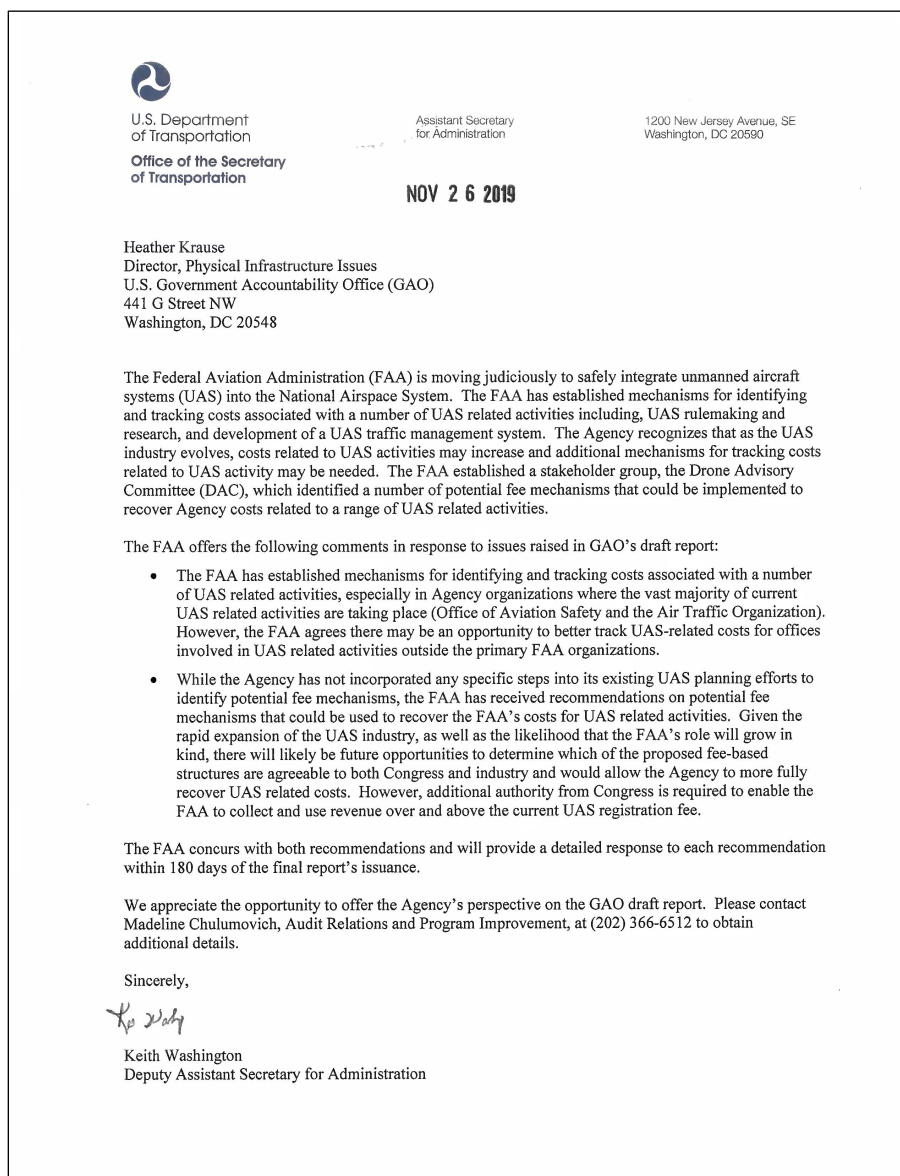 U.S. Department
of Transportation
Office of the Secretary
of Transportation
Assistant Secretary
for Administration
1200 New Jersey Avenue, SE
Washington, DC 20590
NOV 26 2019
Heather Krause
Director, Physical Infrastructure Issues
U.S. Government Accountability Office (GAO)
441 G Street NW
Washington, DC 20548
The Federal Aviation Administration (FAA) is moving judiciously to safely integrate unmanned aircraft
systems (UAS) into the National Airspace System.  The FAA has established mechanisms for identifying
and tracking costs associated with a number of UAS related activities including, UAS rulemaking and
research, and development of a UAS traffic management system.  The Agency recognizes that as the UAS
industry evolves, costs related to UAS activities may increase and additional mechanisms for tracking costs
related to UAS activity may be needed.  The FAA established a stakeholder group, the Drone Advisory
Committee (DAC), which identified a number of potential fee mechanisms that could be implemented to
recover Agency costs related to a range of UAS related activities.
The FAA offers the following comments in response to issues raised in GAO's draft report:
• The FAA has established mechanisms for identifying and tracking costs associated with a number
of UAS related activities, especially in Agency organizations where the vast majority of current
UAS related activities are taking place (Office of Aviation Safety and the Air Traffic Organization).
However, the FAA agrees there may be an opportunity to better track UAS-related costs for offices
involved in UAS related activities outside the primary FAA organizations.
• While the Agency has not incorporated any specific steps into its existing UAS planning efforts to
identify potential fee mechanisms, the FAA has received recommendations on potential fee
mechanisms that could be used to recover the FAA's costs for UAS related activities.  Given the
rapid expansion of the UAS industry, as well as the likelihood that the FAA's role will grow in
kind, there will likely be future opportunities to determine which of the proposed fee-based
structures are agreeable to both Congress and industry and would allow the Agency to more fully
recover UAS related costs.  However, additional authority from Congress is required to enable the
FAA to collect and use revenue over and above the current UAS registration fee.
The FAA concurs with both recommendations and will provide a detailed response to each recommendation
within 180 days of the final report's issuance.
We appreciate the opportunity to offer the Agency's perspective on the GAO draft report.  Please contact
Madeline Chulumovich, Audit Relations and Program Improvement, at (202) 366-6512 to obtain
additional details.
Sincerely,
Keith Washington
Deputy Assistant Secretary for Administration